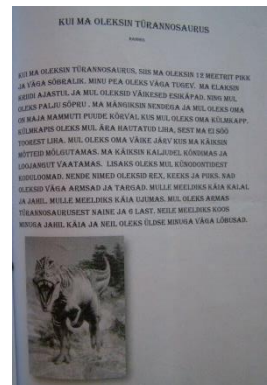 KUI MA OLEKSIN TÜRANNOSAURUS
KUI MA OLEKSIN TÜRANNOSAURUS, SIIS MA OLEKSIN 12 MEETRIT PIKK
JA VÄGA SÕBRALIK. MINU PEA OLEKS VÄGA TUGEV. MA ELAKSIN
KRIIDI AJASTUL JA MUL OLEKSID VÄIKESED ESIKÄPAD. NING MUL
OLEKS PALJU SÕPRU. MA MÄNGIKSIN NENDEGA JA MUL OLEKS OMA
ON MAJA MAMMUTI PUUDE KÕRVAL KUS MUL OLEKS OMA KÜLMKAPP.
KÜLMKAPIS OLEKS MUL ÄRA HAUTATUD LIHA, SEST MA EI SÖÖ
TOOREST LIHA. MUL OLEKS OMA VÄIKE JÄRV KUS MA KÄIKSIN
MÕTTEID MÕLGUTAMAS. MA KÄIKSIN KALJUDEL KÕNDIMAS JA
LOOJANGUT VAATAMAS. LISAKS OLEKS MUL KÜNODONTIDEST
KODULOOMAD. NENDE NIMED OLEKSID REX, KEEKS JA PUKS. NAD
OLEKSID VÄGA ARMSAD JA TARGAD. MULLE MEELDIKS KÄIA KALAL
JA JAHIL. MULLE MEELDIKS KÄIA UJUMAS. MUL OLEKS ARMAS
TÜRANNOSAURUSEST NAINE JA 6 LAST. NEILE MEELDIKS KOOS
MINUGA JAHIL KÄIA JA NEIL OLEKS ÜLDSE MINUGA VÄGA LÕBUSAD.